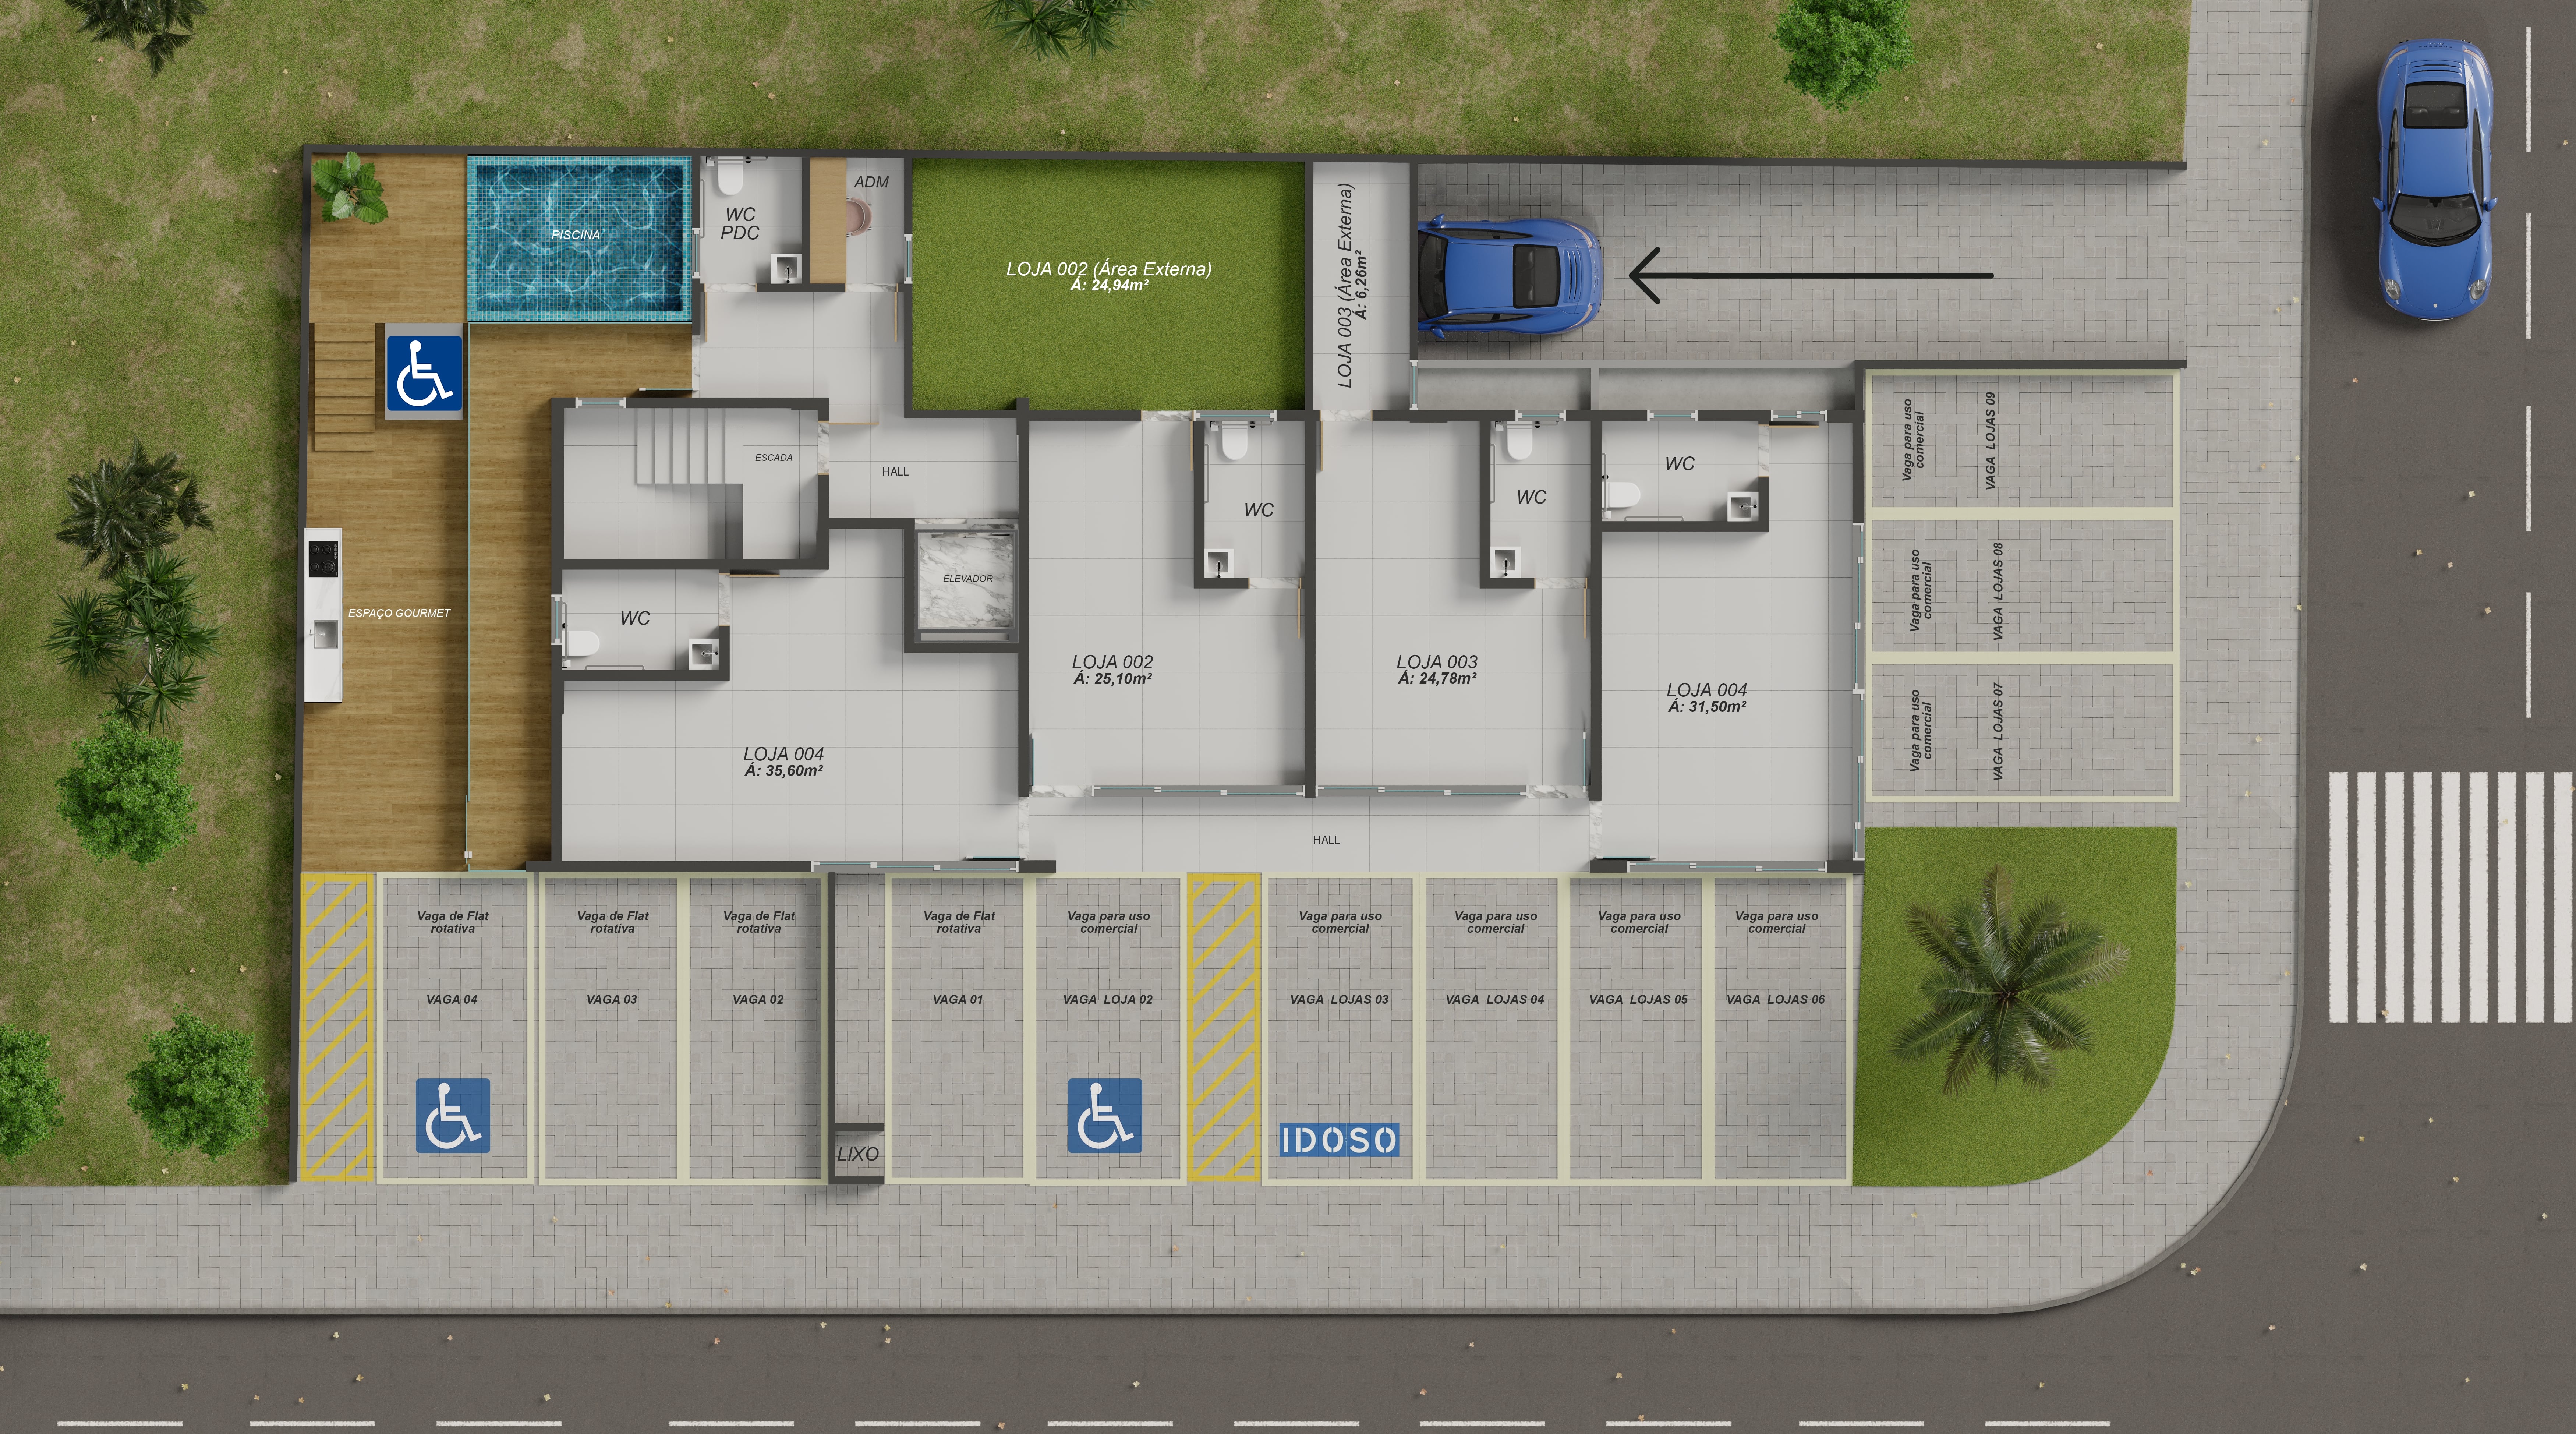 ADM
WC
PDC
PISCINA
LOJA 002 (Área Externa)
Á: 24,94m²
LOJA 003 (Área Externa)
Á: 6,26m²
ESCADA
HALL
WC
WC
WC
ELEVADOR
ESPAÇO GOURMET
WC
LOJA 002
Á: 25,10m²
LOJA 003
Á: 24,78m²
LOJA 004
Á: 31,50m²
LOJA 004
Á: 35,60m²
HALL
Vaga para uso
comercial
VAGA LOJAS 09
Vaga para uso
comercial
VAGA LOJAS 08
Vaga para uso
comercial
VAGA LOJAS 07
Vaga de Flat
rotativa
VAGA 04
Vaga de Flat
rotativa
VAGA 03
Vaga de Flat
rotativa
VAGA 02
LIXO
Vaga de Flat
rotativa
VAGA 01
Vaga para uso
comercial
VAGA LOJA 02
Vaga para uso
comercial
VAGA LOJAS 03
IDOSO
Vaga para uso
comercial
VAGA LOJAS 04
Vaga para uso
comercial
VAGA LOJAS 05
Vaga para uso
comercial
VAGA LOJAS 06